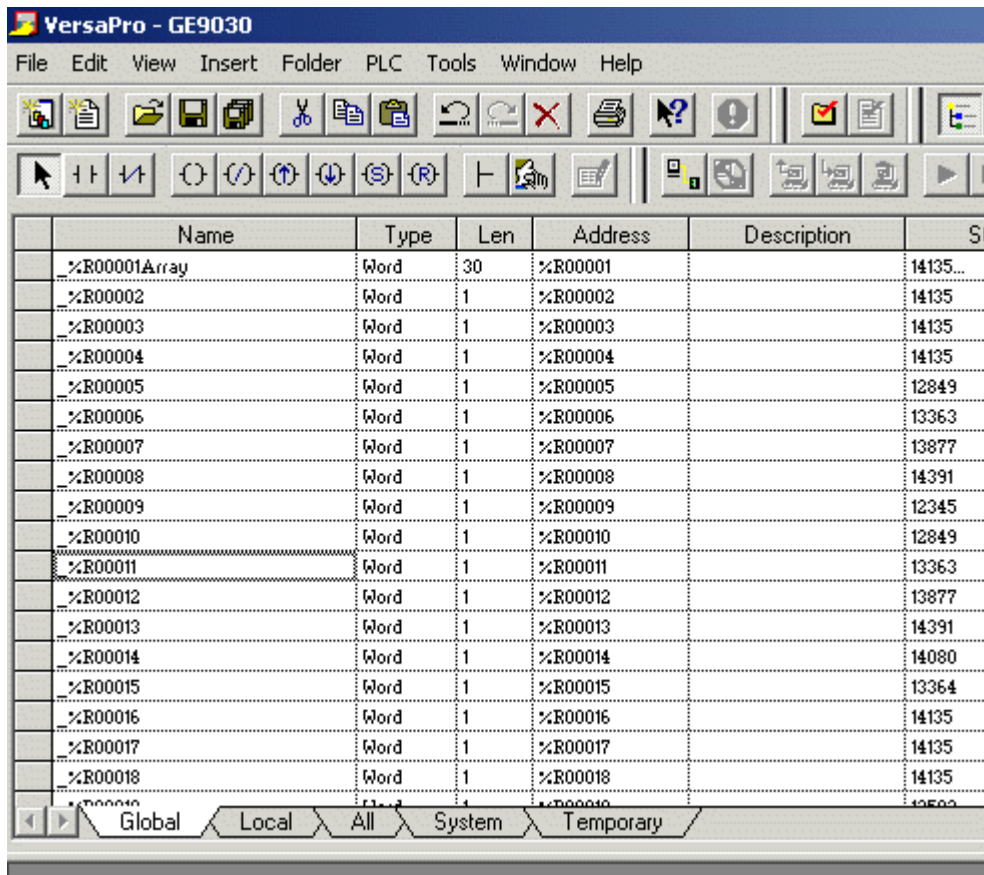 VersaPro - GE9030
File Edit View Insert Folder PLC Tools Window Help
Name Type Len Address Description
_%R00001Array Word 30 %R00001 14135...
_%R00002 Word 1 %R00002 14135
_%R00003 Word 1 %R00003 14135
_%R00004 Word 1 %R00004 14135
_%R00005 Word 1 %R00005 12849
_%R00006 Word 1 %R00006 13363
_%R00007 Word 1 %R00007 13877
_%R00008 Word 1 %R00008 14391
_%R00009 Word 1 %R00009 12345
_%R00010 Word 1 %R00010 12849
_%R00011 Word 1 %R00011 13363
_%R00012 Word 1 %R00012 13877
_%R00013 Word 1 %R00013 14391
_%R00014 Word 1 %R00014 14080
_%R00015 Word 1 %R00015 13364
_%R00016 Word 1 %R00016 14135
_%R00017 Word 1 %R00017 14135
_%R00018 Word 1 %R00018 14135
Global Local All System Temporary